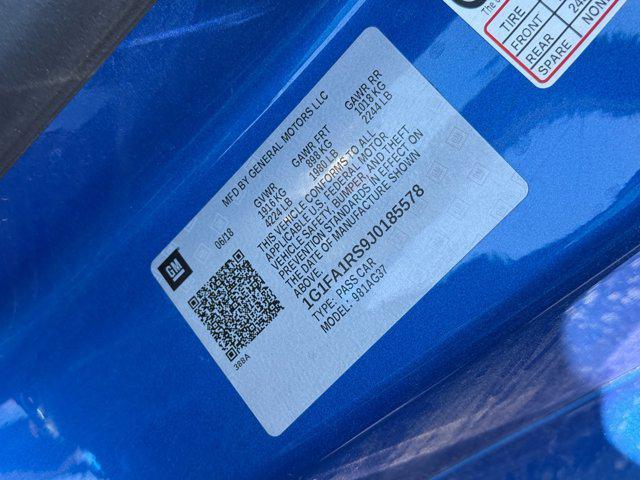 GM
06/18
MFD BY GENERAL MOTORS LLC
GVWR
1916 KG
4224 LB
GAWR FRT
898 KG
1980 LB
GAWR RR
1018 KG
2244 LB
THIS VEHICLE CONFORMS TO ALL
APPLICABLE U.S. FEDERAL MOTOR
VEHICLE SAFETY, BUMPER, AND THEFT
PREVENTION STANDARDS IN EFFECT ON
THE DATE OF MANUFACTURE SHOWN
ABOVE.
1G1FA1RS9J0185578
TYPE: PASS CAR
MODEL: 981AG37
388A
TIRE
FRONT
REAR
SPARE
NON